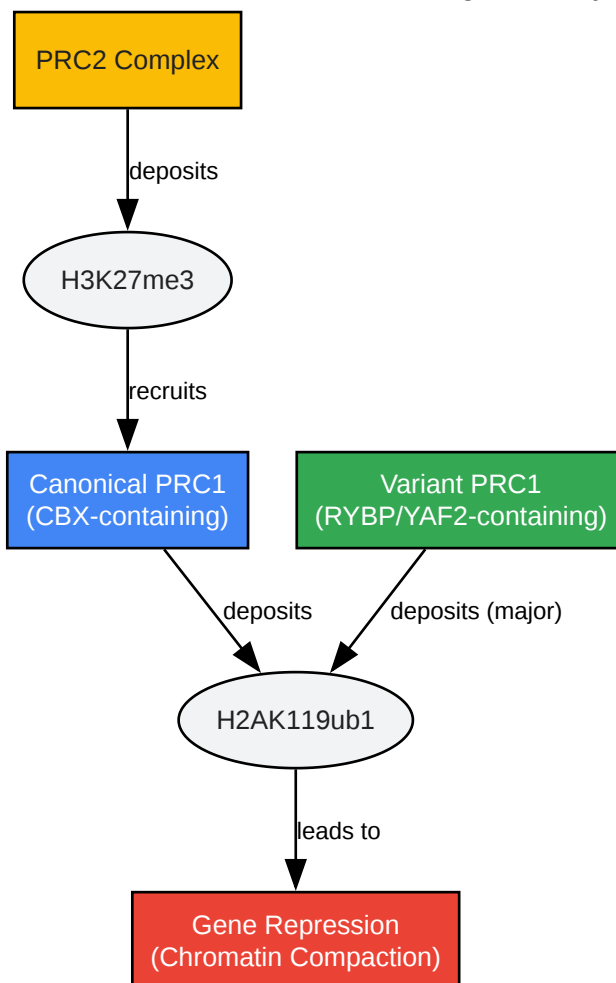 PRC2 Complex
deposits
H3K27me3
recruits
Canonical PRC1
(CBX-containing)
Variant PRC1
(RYBP/YAF2-containing)
deposits
deposits (major)
H2AK119ub1
leads to
Gene Repression
(Chromatin Compaction)